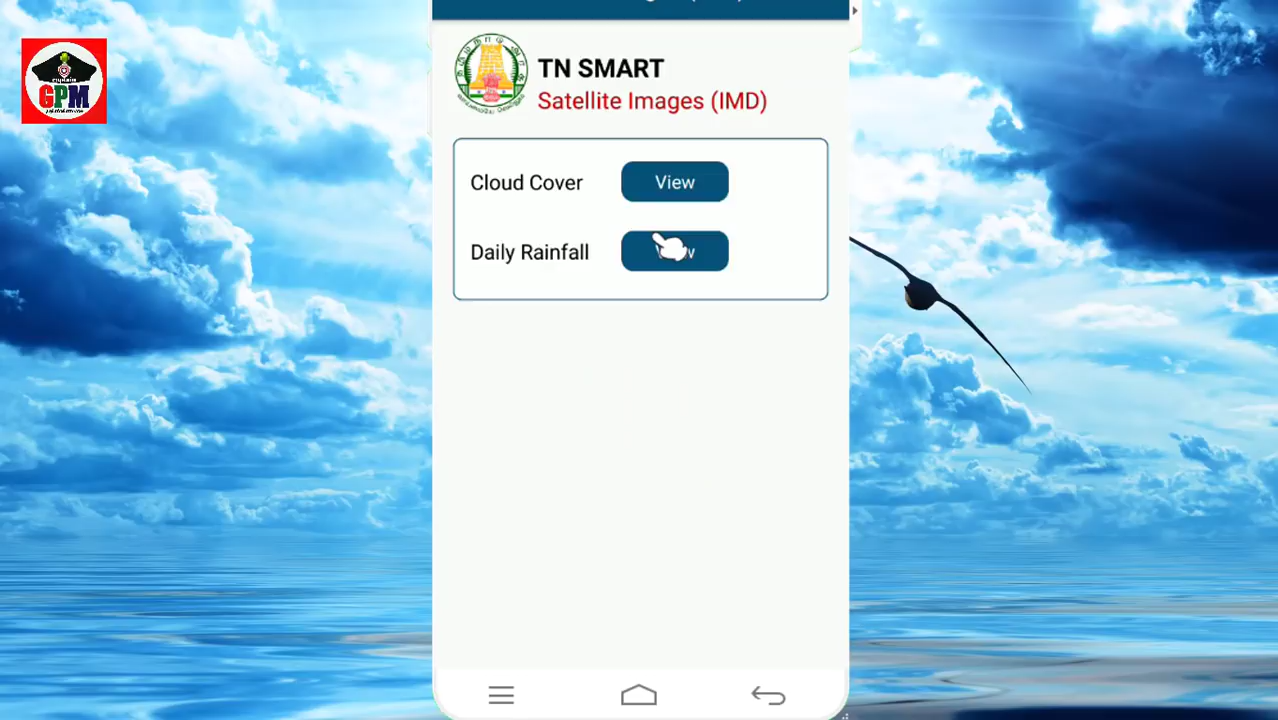 GPM
TN SMART
Satellite Images (IMD)
Cloud Cover
View
Daily Rainfall